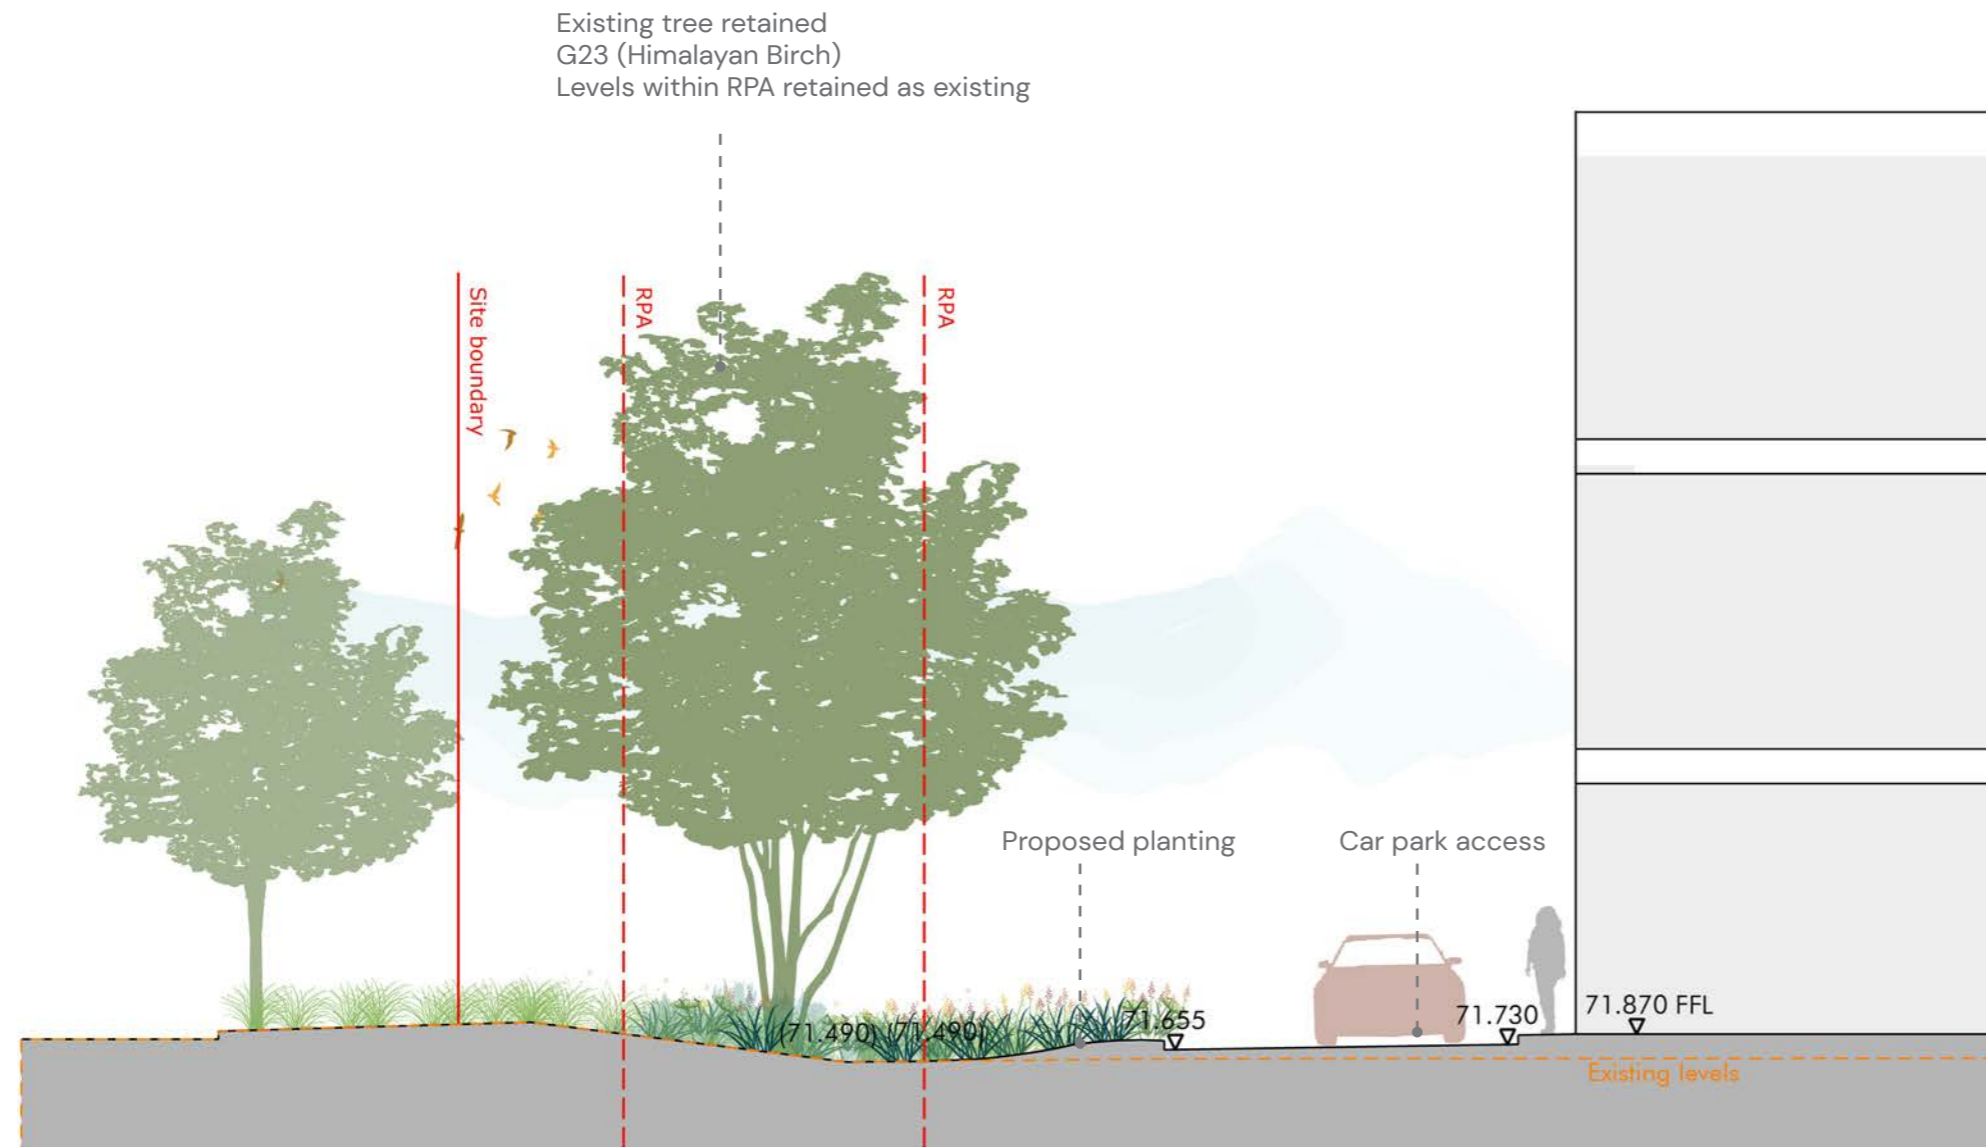 Existing tree retained
G23 (Himalayan Birch)
Levels within RPA retained as existing
Site boundary
RPA
RPA
Proposed planting
Car park access
(71.490) (71.490)
71.655
71.730
71.870 FFL
Existing levels